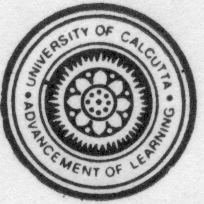 UNIVERSITY OF CALCUTTA
ADVANCEMENT OF LEARNING